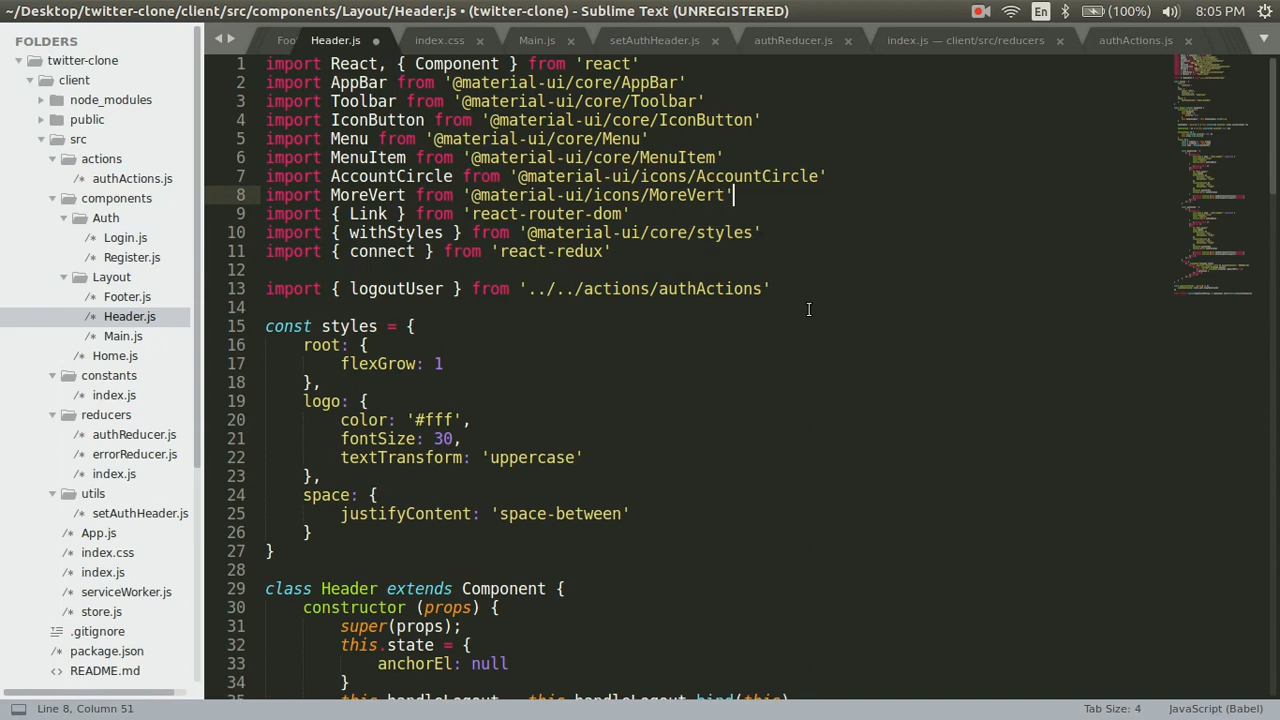 ~/Desktop/twitter-clone/client/src/components/Layout/Header.js • (twitter-clone) - Sublime Text (UNREGISTERED)
En
(100%)
8:05 PM
FOLDERS
twitter-clone
client
node_modules
public
src
actions
/* authActions.js
components
Auth
/* Login.js
/* Register.js
Layout
/* Footer.js
/* Header.js
/* Main.js
/* Home.js
constants
/* index.js
reducers
/* authReducer.js
/* errorReducer.js
/* index.js
utils
/* setAuthHeader.js
/* App.js
/* index.css
/* index.js
/* serviceWorker.js
/* store.js
.gitignore
/* package.json
README.md
Foo
Header.js
index.css
Main.js
setAuthHeader.js
authReducer.js
index.js — client/src/reducers
authActions.js
1 import React, { Component } from 'react'
2 import AppBar from '@material-ui/core/AppBar'
3 import Toolbar from '@material-ui/core/Toolbar'
4 import IconButton from '@material-ui/core/IconButton'
5 import Menu from '@material-ui/core/Menu'
6 import MenuItem from '@material-ui/core/MenuItem'
7 import AccountCircle from '@material-ui/icons/AccountCircle'
8 import MoreVert from '@material-ui/icons/MoreVert'
9 import { Link } from 'react-router-dom'
10 import { withStyles } from '@material-ui/core/styles'
11 import { connect } from 'react-redux'
12
13 import { logoutUser } from '../../actions/authActions'
14
15 const styles = {
16 root: {
17 flexGrow: 1
18 },
19 logo: {
20 color: '#fff',
21 fontSize: 30,
22 textTransform: 'uppercase'
23 },
24 space: {
25 justifyContent: 'space-between'
26 }
27 }
28
29 class Header extends Component {
30 constructor (props) {
31 super(props);
32 this.state = {
33 anchorEl: null
34 }
35 this.handleLogout = this.handleLogout.bind(this)
Line 8, Column 51
Tab Size: 4
JavaScript (Babel)